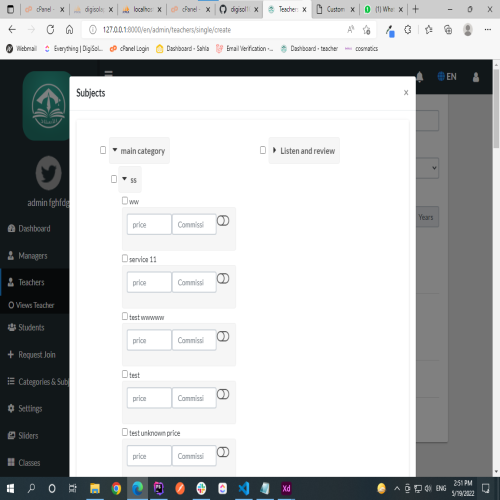 cPanel -
digisol
localhos
cPanel -
digisol1
Teachers
Custom
(1) What
127.0.0.1:8000/en/admin/teachers/single/create
Webmail
Everything | DigiSol...
cPanel Login
Dashboard - Sahla
Email Verification -...
Dashboard - teacher
cosmatics
EN
Subjects
x
main category
Listen and review
ss
ww
price
Commissi
service 11
price
Commissi
test wwwww
price
Commissi
test
price
Commissi
test unknown price
price
Commissi
Years
admin fghfdg
Dashboard
Managers
Teachers
Views Teacher
Students
Request Join
Categories & Subj
Settings
Sliders
Classes
ENG
2:51 PM
5/19/2022